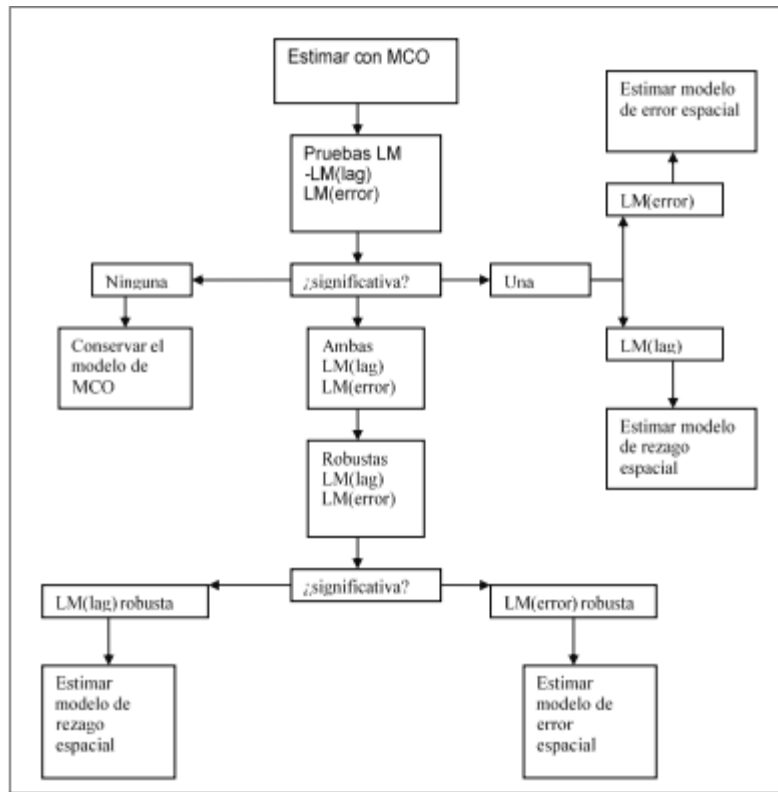 Estimar con MCO
Pruebas LM
-LM(lag)
LM(error)
¿significativa?
Ninguna
Conservar el
modelo de
MCO
Una
LM(error)
Estimar modelo
de error espacial
LM(lag)
Estimar modelo
de rezago
espacial
Ambas
LM(lag)
LM(error)
Robustas
LM(lag)
LM(error)
¿significativa?
LM(lag) robusta
Estimar
modelo de
rezago
espacial
LM(error) robusta
Estimar
modelo de
error
espacial